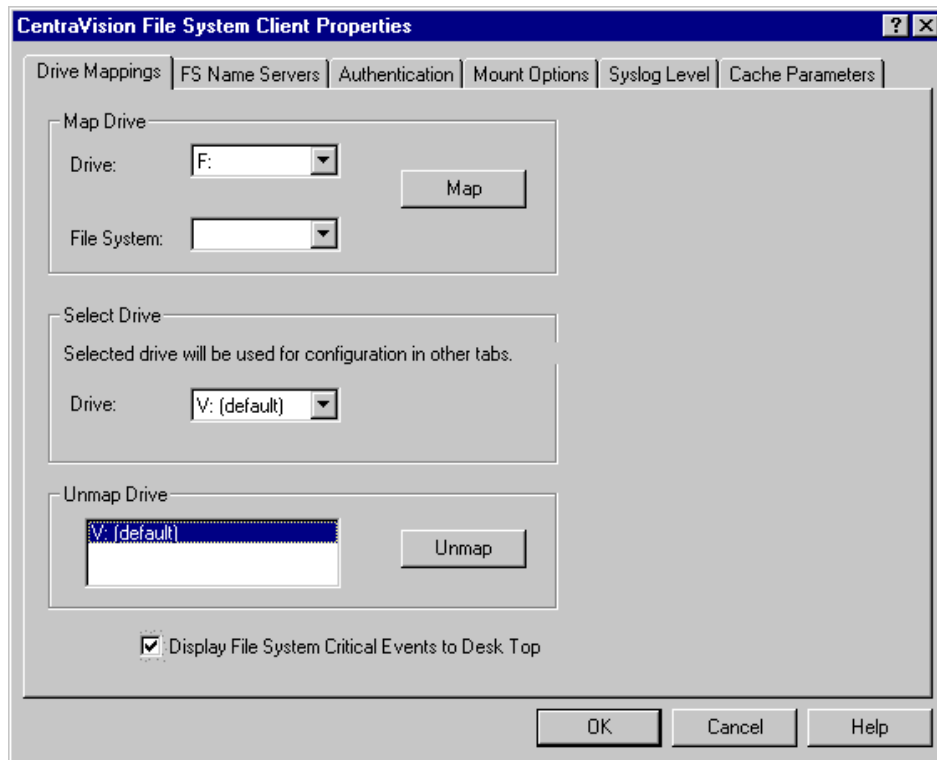 CentraVision File System Client Properties
Drive Mappings FS Name Servers Authentication Mount Options Syslog Level Cache Parameters
Map Drive
Drive: F:
Map
File System:
Select Drive
Selected drive will be used for configuration in other tabs.
Drive: V: (default)
Unmap Drive
V: (default)
Unmap
Display File System Critical Events to Desk Top
OK Cancel Help